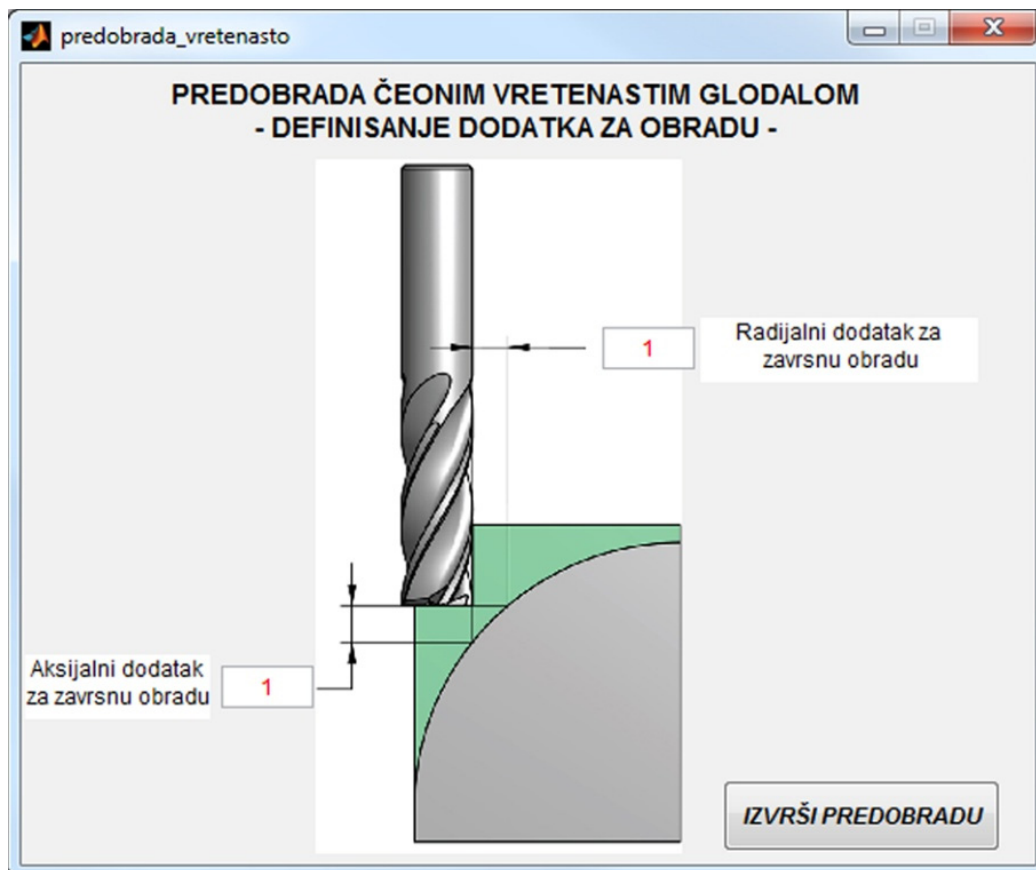 predobrada_vretenasto
PREDOBRADA ČEONIM VRETENASTIM GLODALOM
- DEFINISANJE DODATKA ZA OBRADU -
1
Radijalni dodatak za
zavrsnu obradu
Aksijalni dodatak
za zavrsnu obradu
1
IZVRŠI PREDOBRADU